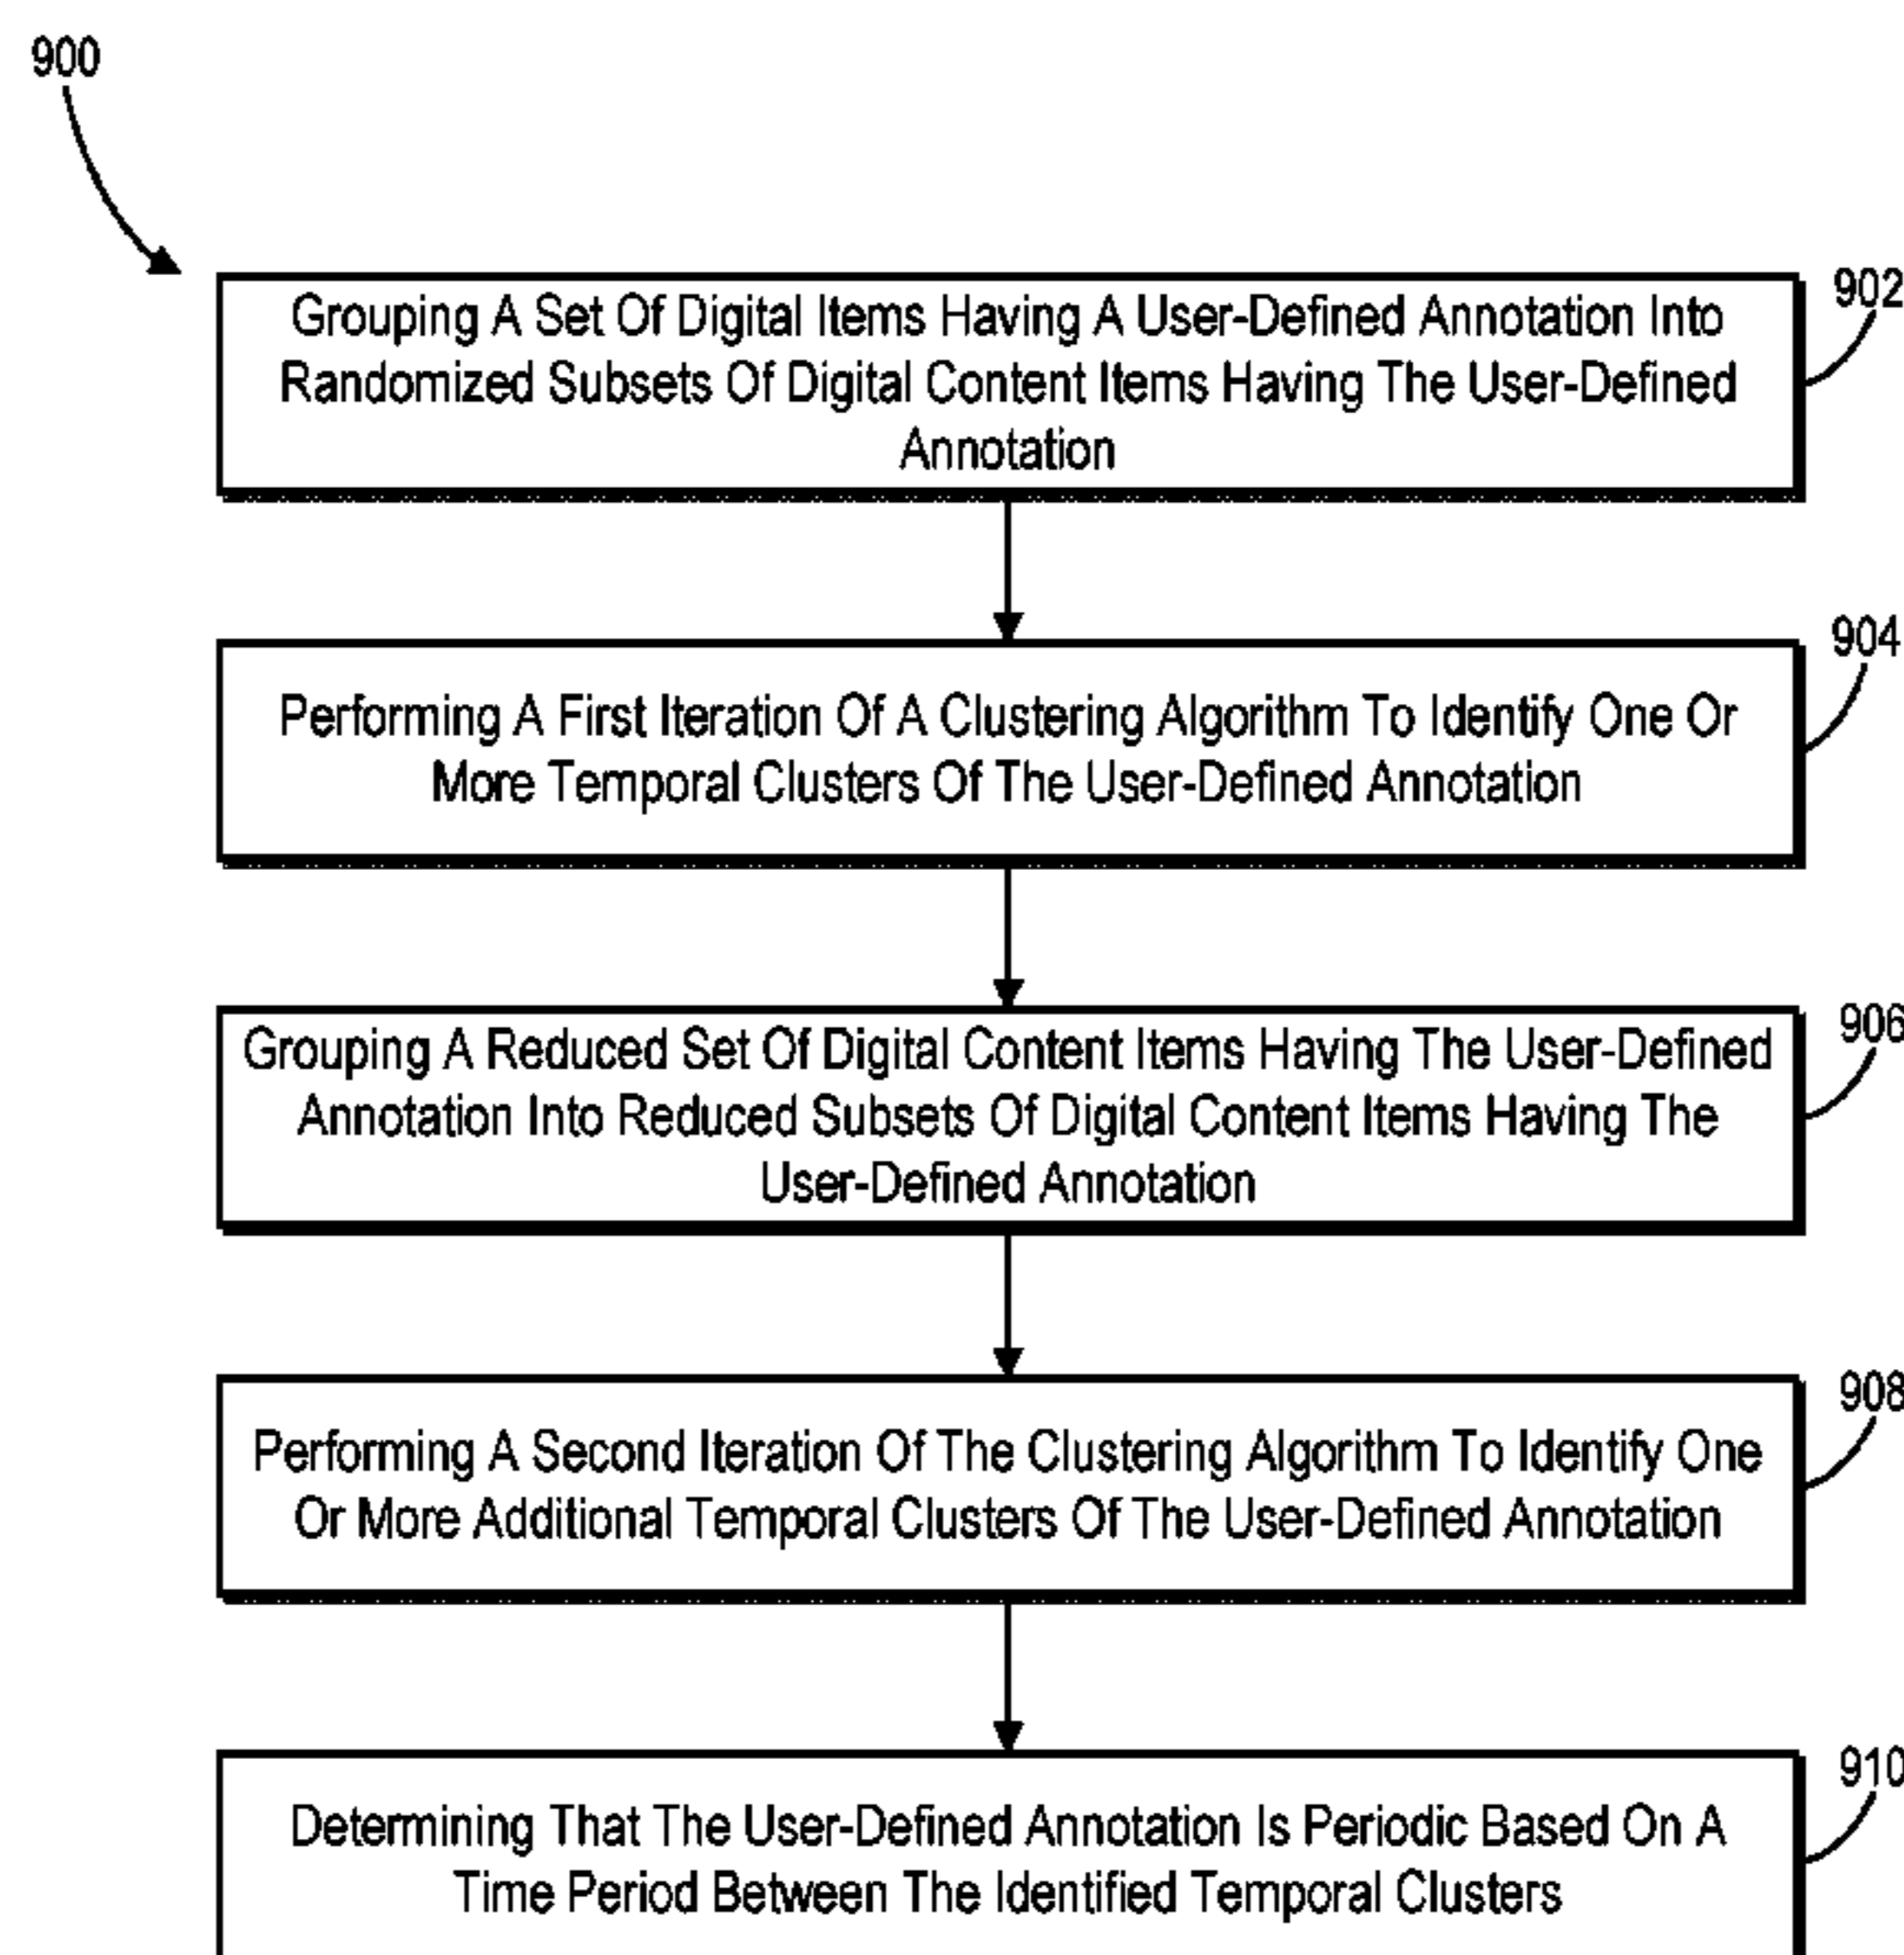 900
902
Grouping A Set Of Digital Items Having A User-Defined Annotation Into
Randomized Subsets Of Digital Content Items Having The User-Defined
Annotation
904
Performing A First Iteration Of A Clustering Algorithm To Identify One Or
More Temporal Clusters Of The User-Defined Annotation
906
Grouping A Reduced Set Of Digital Content Items Having The User-Defined
Annotation Into Reduced Subsets Of Digital Content Items Having The
User-Defined Annotation
908
Performing A Second Iteration Of The Clustering Algorithm To Identify One
Or More Additional Temporal Clusters Of The User-Defined Annotation
910
Determining That The User-Defined Annotation Is Periodic Based On A
Time Period Between The Identified Temporal Clusters